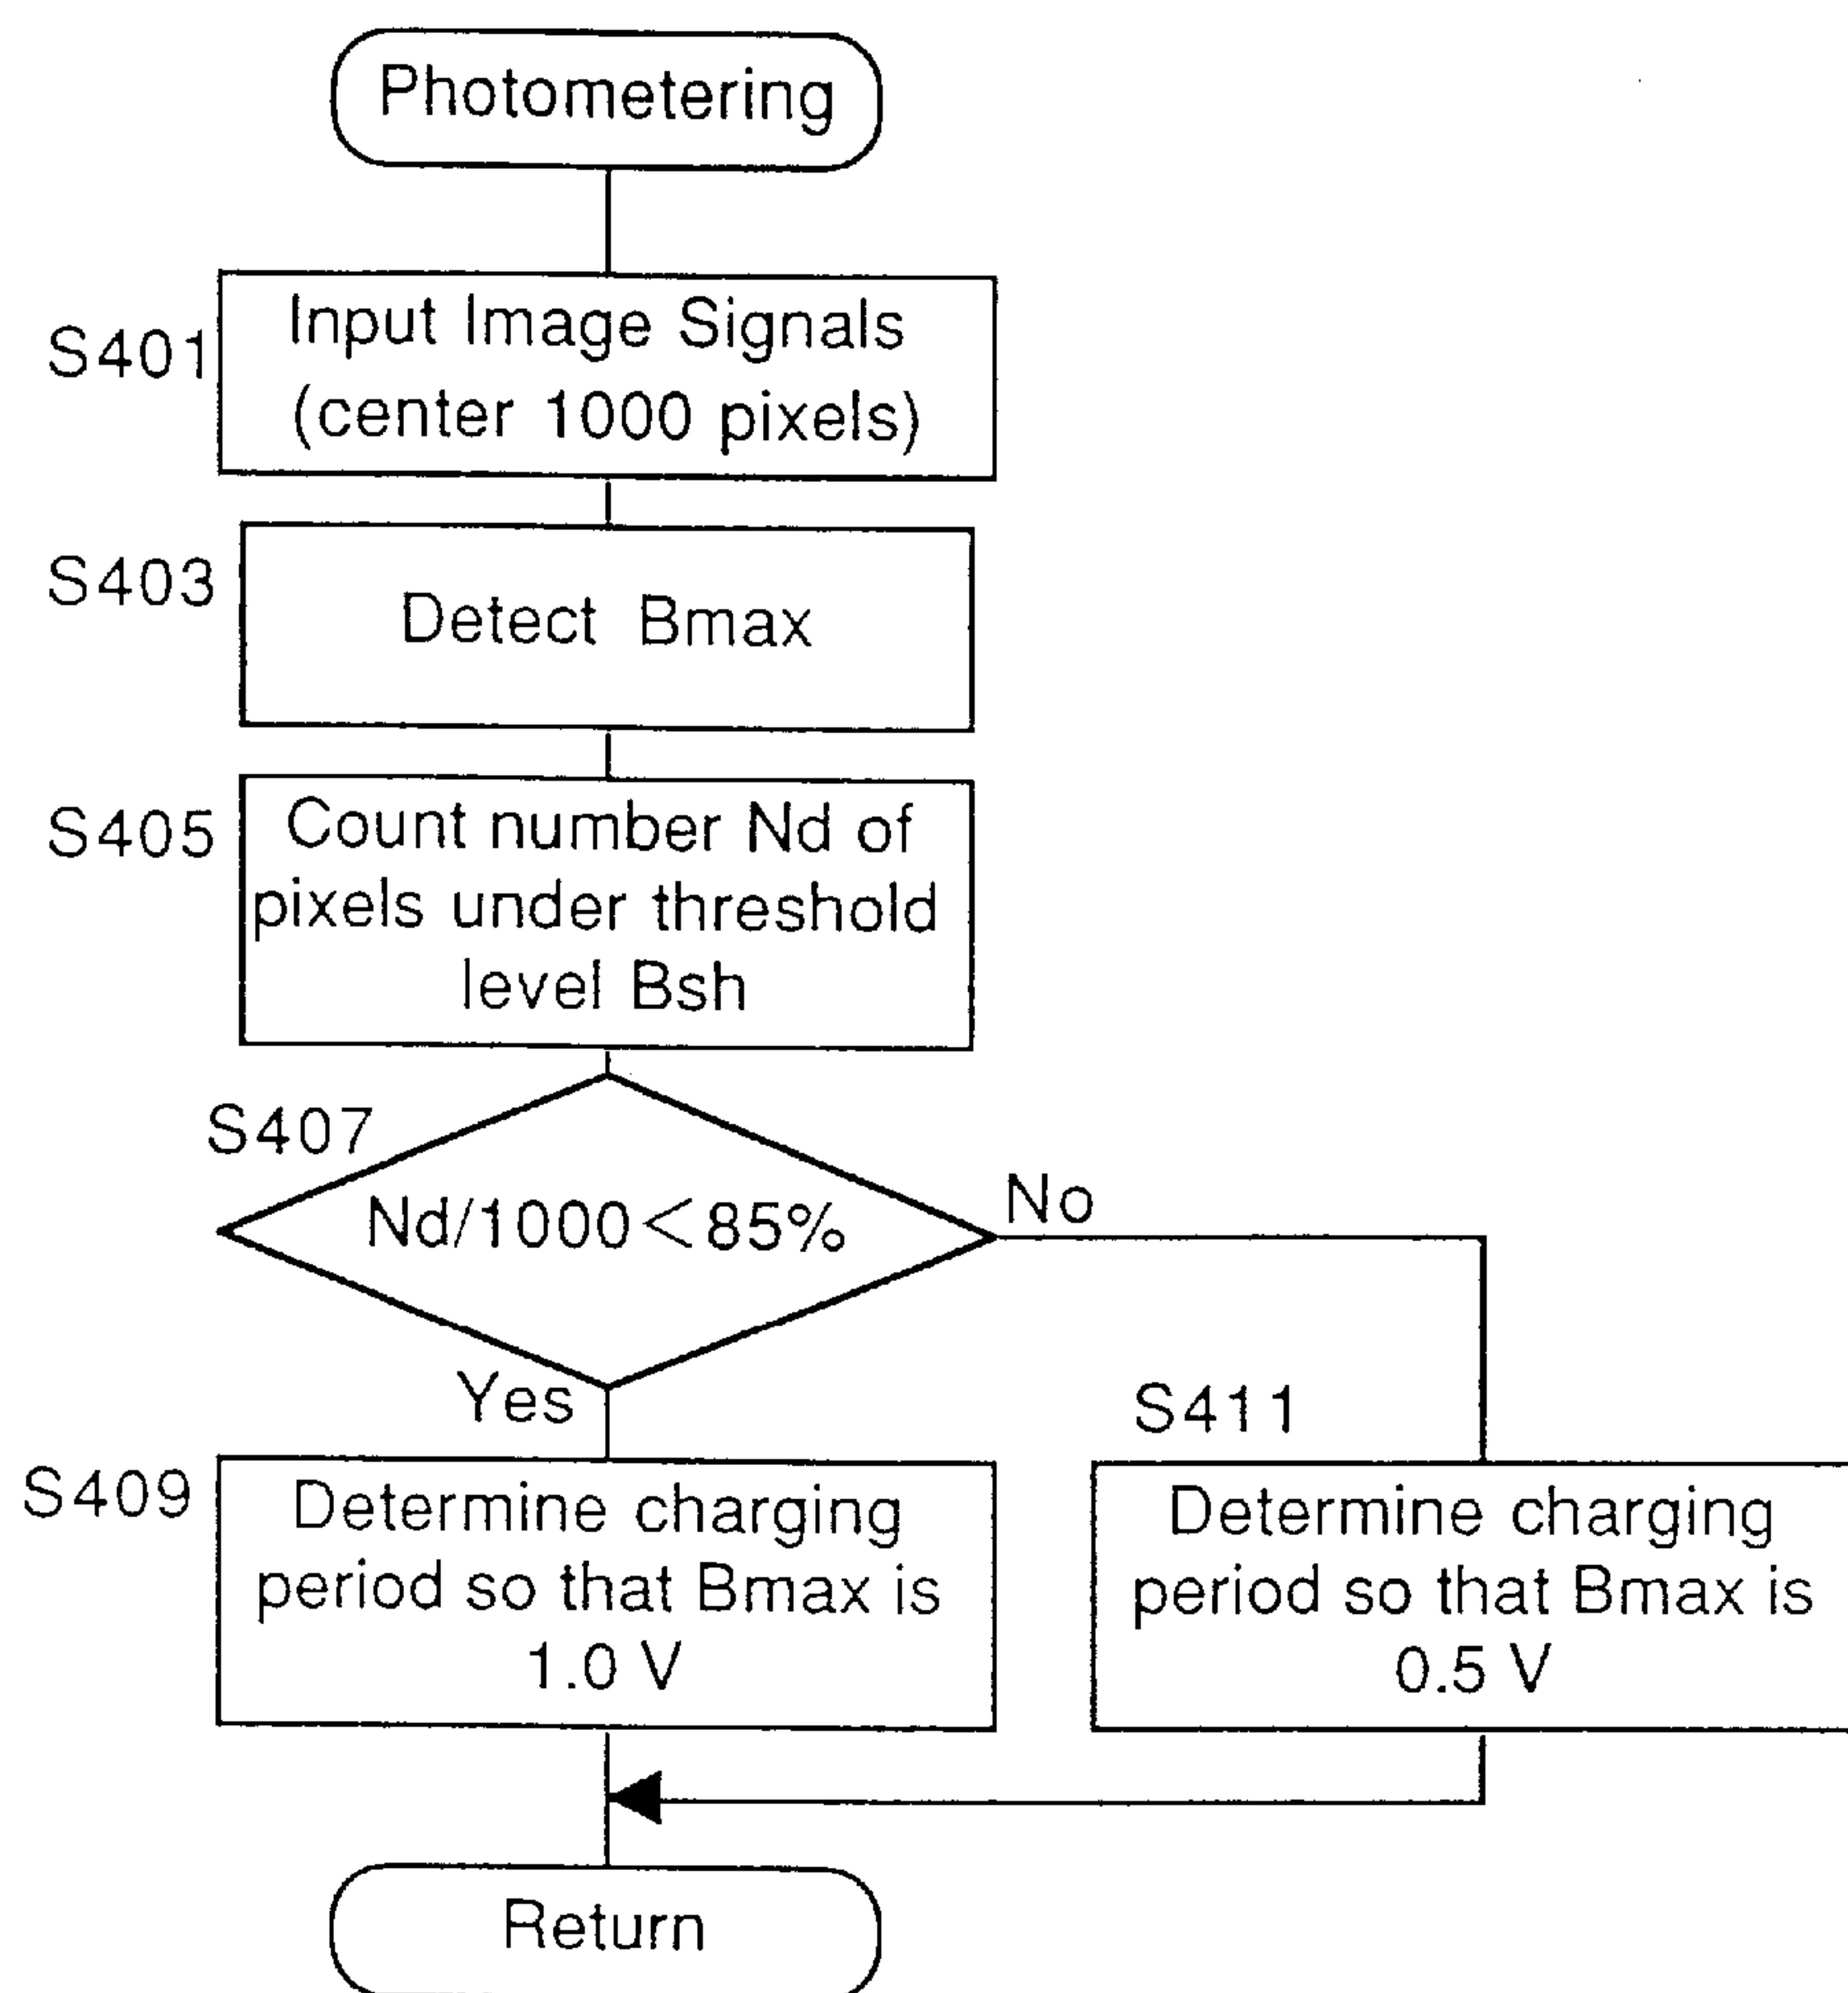 Photometering
S401
Input Image Signals
(center 1000 pixels)
S403
Detect Bmax
S405
Count number Nd of
pixels under threshold
level Bsh
S407
Nd/1000<85%
No
Yes
S409
Determine charging
period so that Bmax is
1.0 V
S411
Determine charging
period so that Bmax is
0.5 V
Return